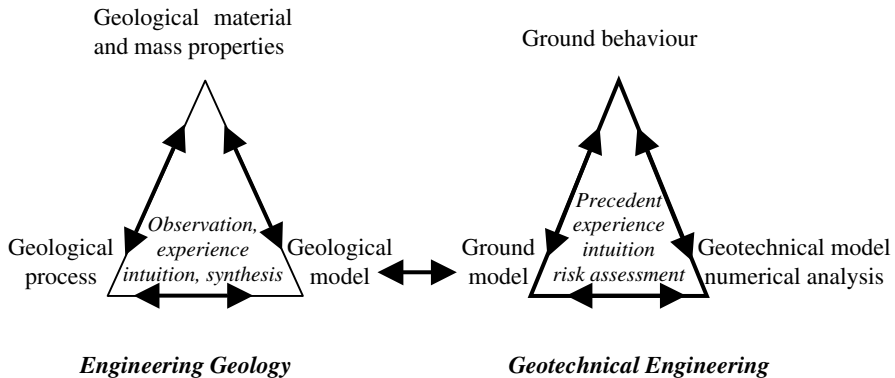 Geological material
and mass properties
Ground behaviour
Observation,
experience
intuition, synthesis
Geological
process
Geological
model
Precedent
experience
intuition
risk assessment
Ground
model
Geotechnical model
numerical analysis
Engineering Geology
Geotechnical Engineering